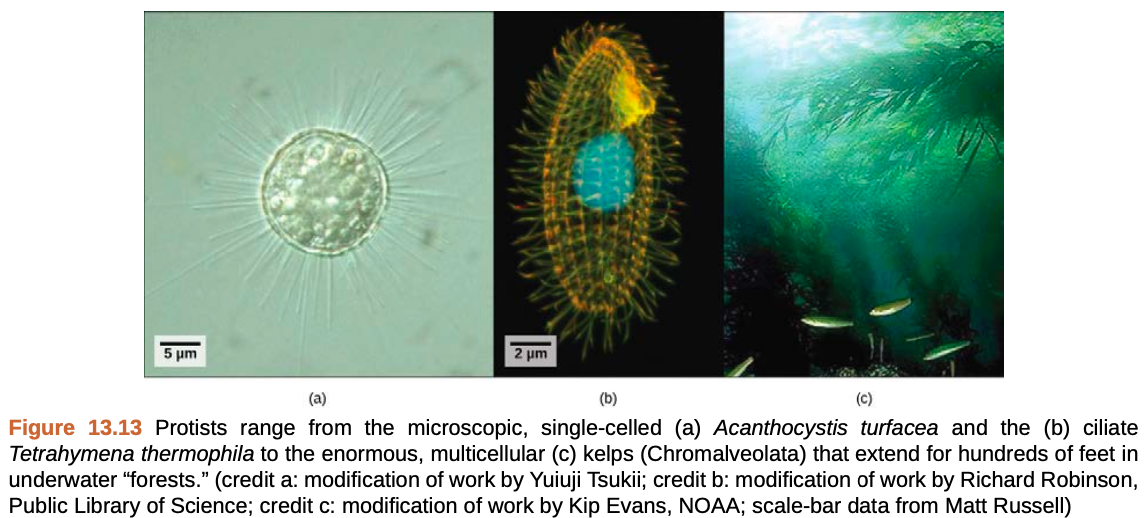 5 µm
2 µm
(a)
(b)
(c)
Figure 13.13 Protists range from the microscopic, single-celled (a) Acanthocystis turfacea and the (b) ciliate
Tetrahymena thermophila to the enormous, multicellular (c) kelps (Chromalveolata) that extend for hundreds of feet in
underwater “forests.” (credit a: modification of work by Yuiuji Tsukii; credit b: modification of work by Richard Robinson,
Public Library of Science; credit c: modification of work by Kip Evans, NOAA; scale-bar data from Matt Russell)